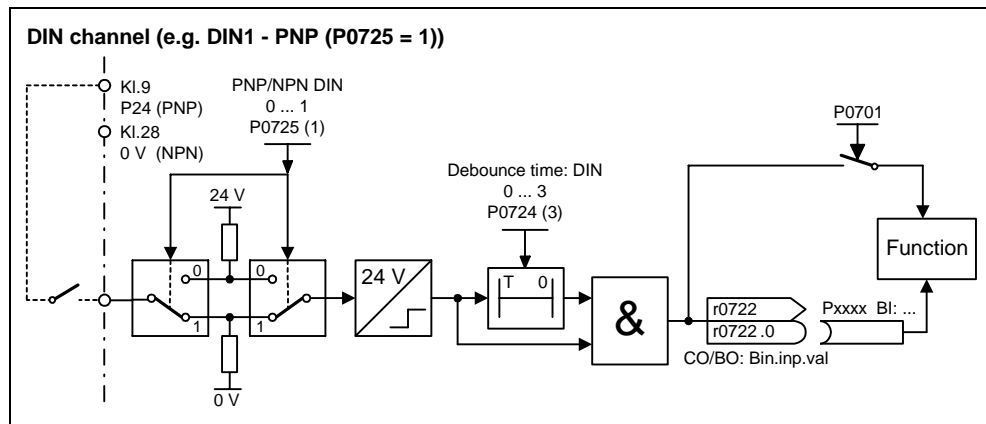 DIN channel (e.g. DIN1 - PNP (P0725 = 1))
Kl.9
P24 (PNP)
Kl.28
0 V (NPN)
PNP/NPN DIN
0 ... 1
P0725 (1)
P0701
Debounce time: DIN
0 ... 3
P0724 (3)
24 V
0
0
1
1
0 V
24 V
T 0
&
Function
r0722
r0722 .0
Pxxxx BI: ...
CO/BO: Bin.inp.val